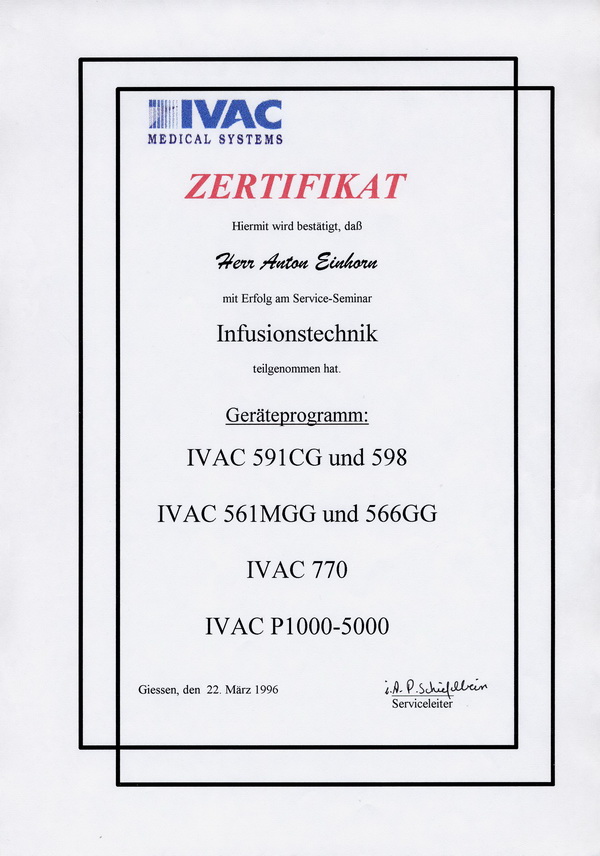 IVAC
MEDICAL SYSTEMS
ZERTIFIKAT
Hiermit wird bestätigt, daß
Herr Anton Einhorn
mit Erfolg am Service-Seminar
Infusionstechnik
teilgenommen hat.
Geräteprogramm:
IVAC 591CG und 598
IVAC 561MGG und 566GG
IVAC 770
IVAC P1000-5000
Giessen, den 22. März 1996
i.A. P. Schiefelbein
Serviceleiter